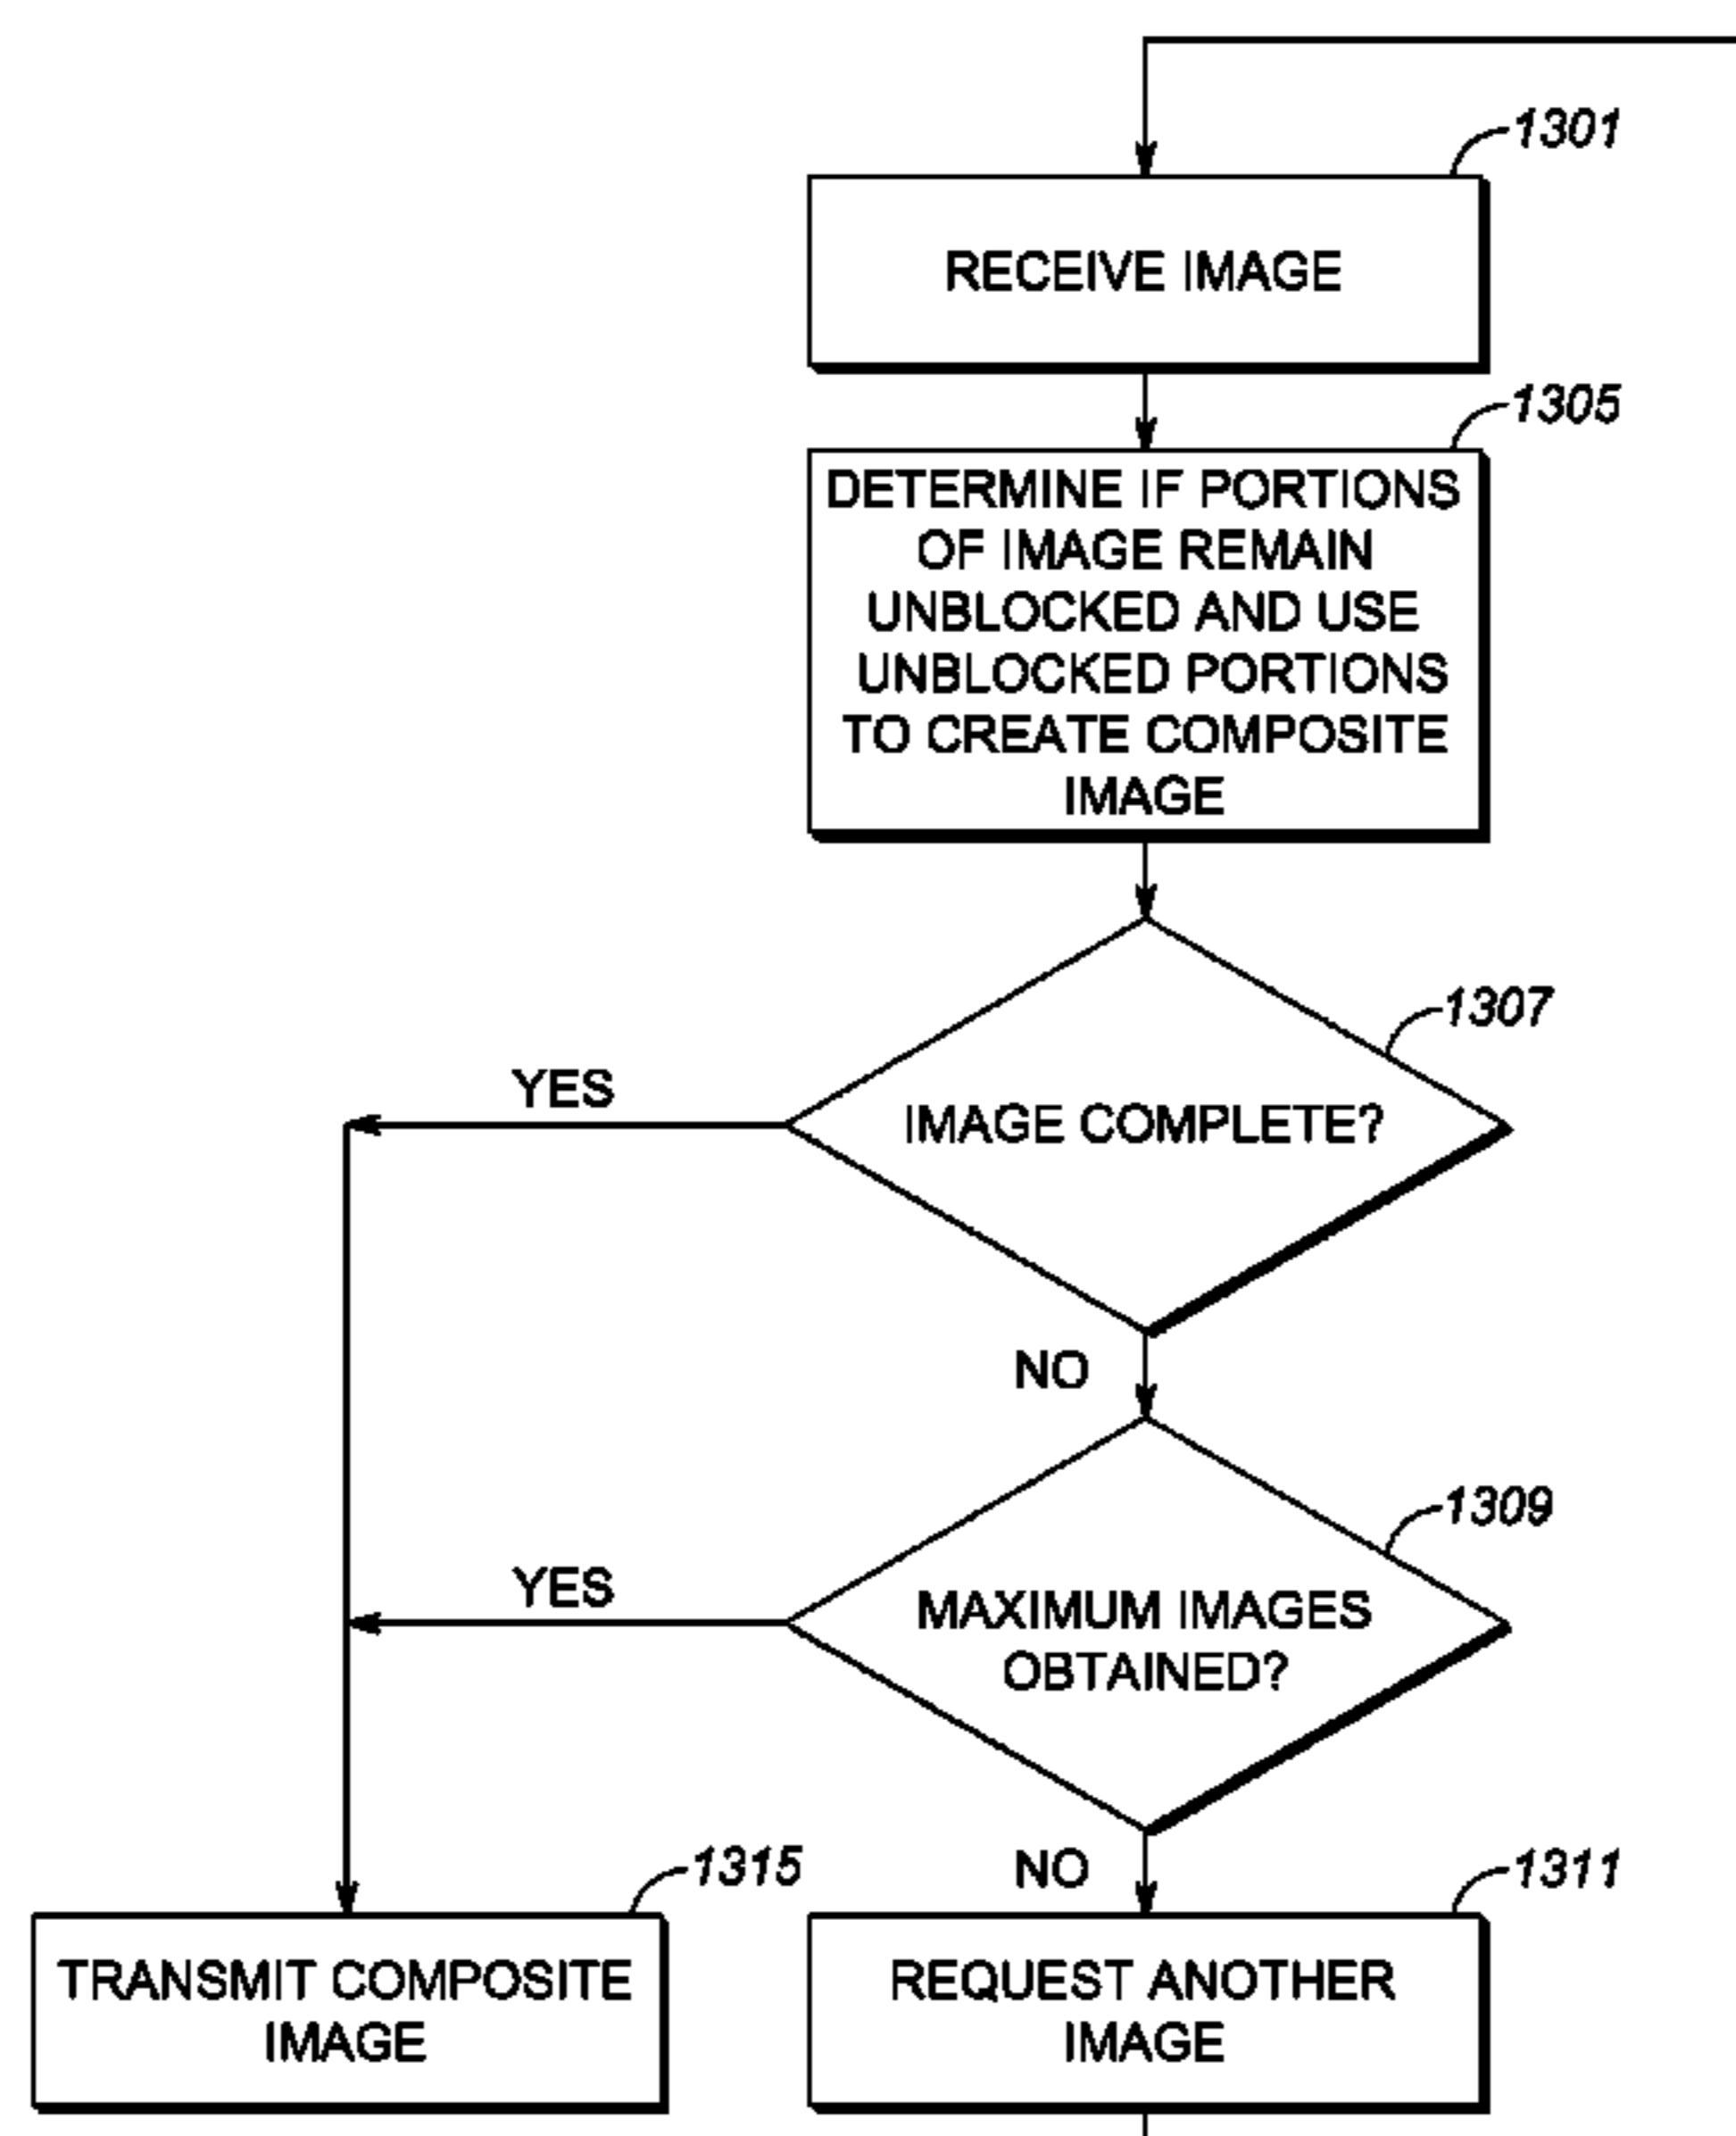 1301
RECEIVE IMAGE
1305
DETERMINE IF PORTIONS
OF IMAGE REMAIN
UNBLOCKED AND USE
UNBLOCKED PORTIONS
TO CREATE COMPOSITE
IMAGE
1307
YES
IMAGE COMPLETE?
NO
1309
YES
MAXIMUM IMAGES
OBTAINED?
NO
1315
1311
TRANSMIT COMPOSITE
IMAGE
REQUEST ANOTHER
IMAGE